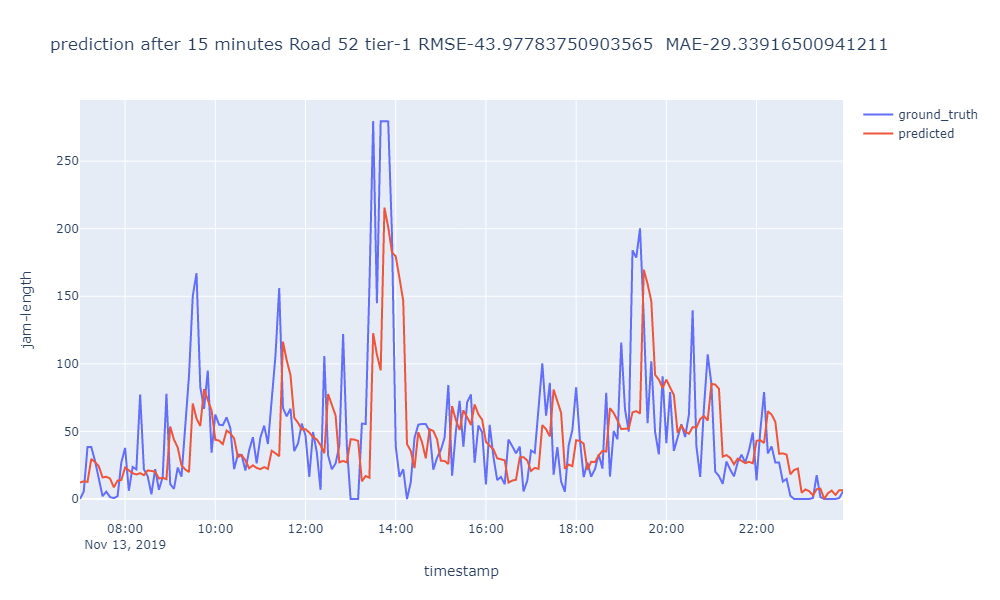 prediction after 15 minutes Road 52 tier-1 RMSE-43.97783750903565  MAE-29.33916500941211
ground_truth
predicted
250
200
150
100
50
0
jam-length
08:00
10:00
12:00
14:00
16:00
18:00
20:00
22:00
Nov 13, 2019
timestamp